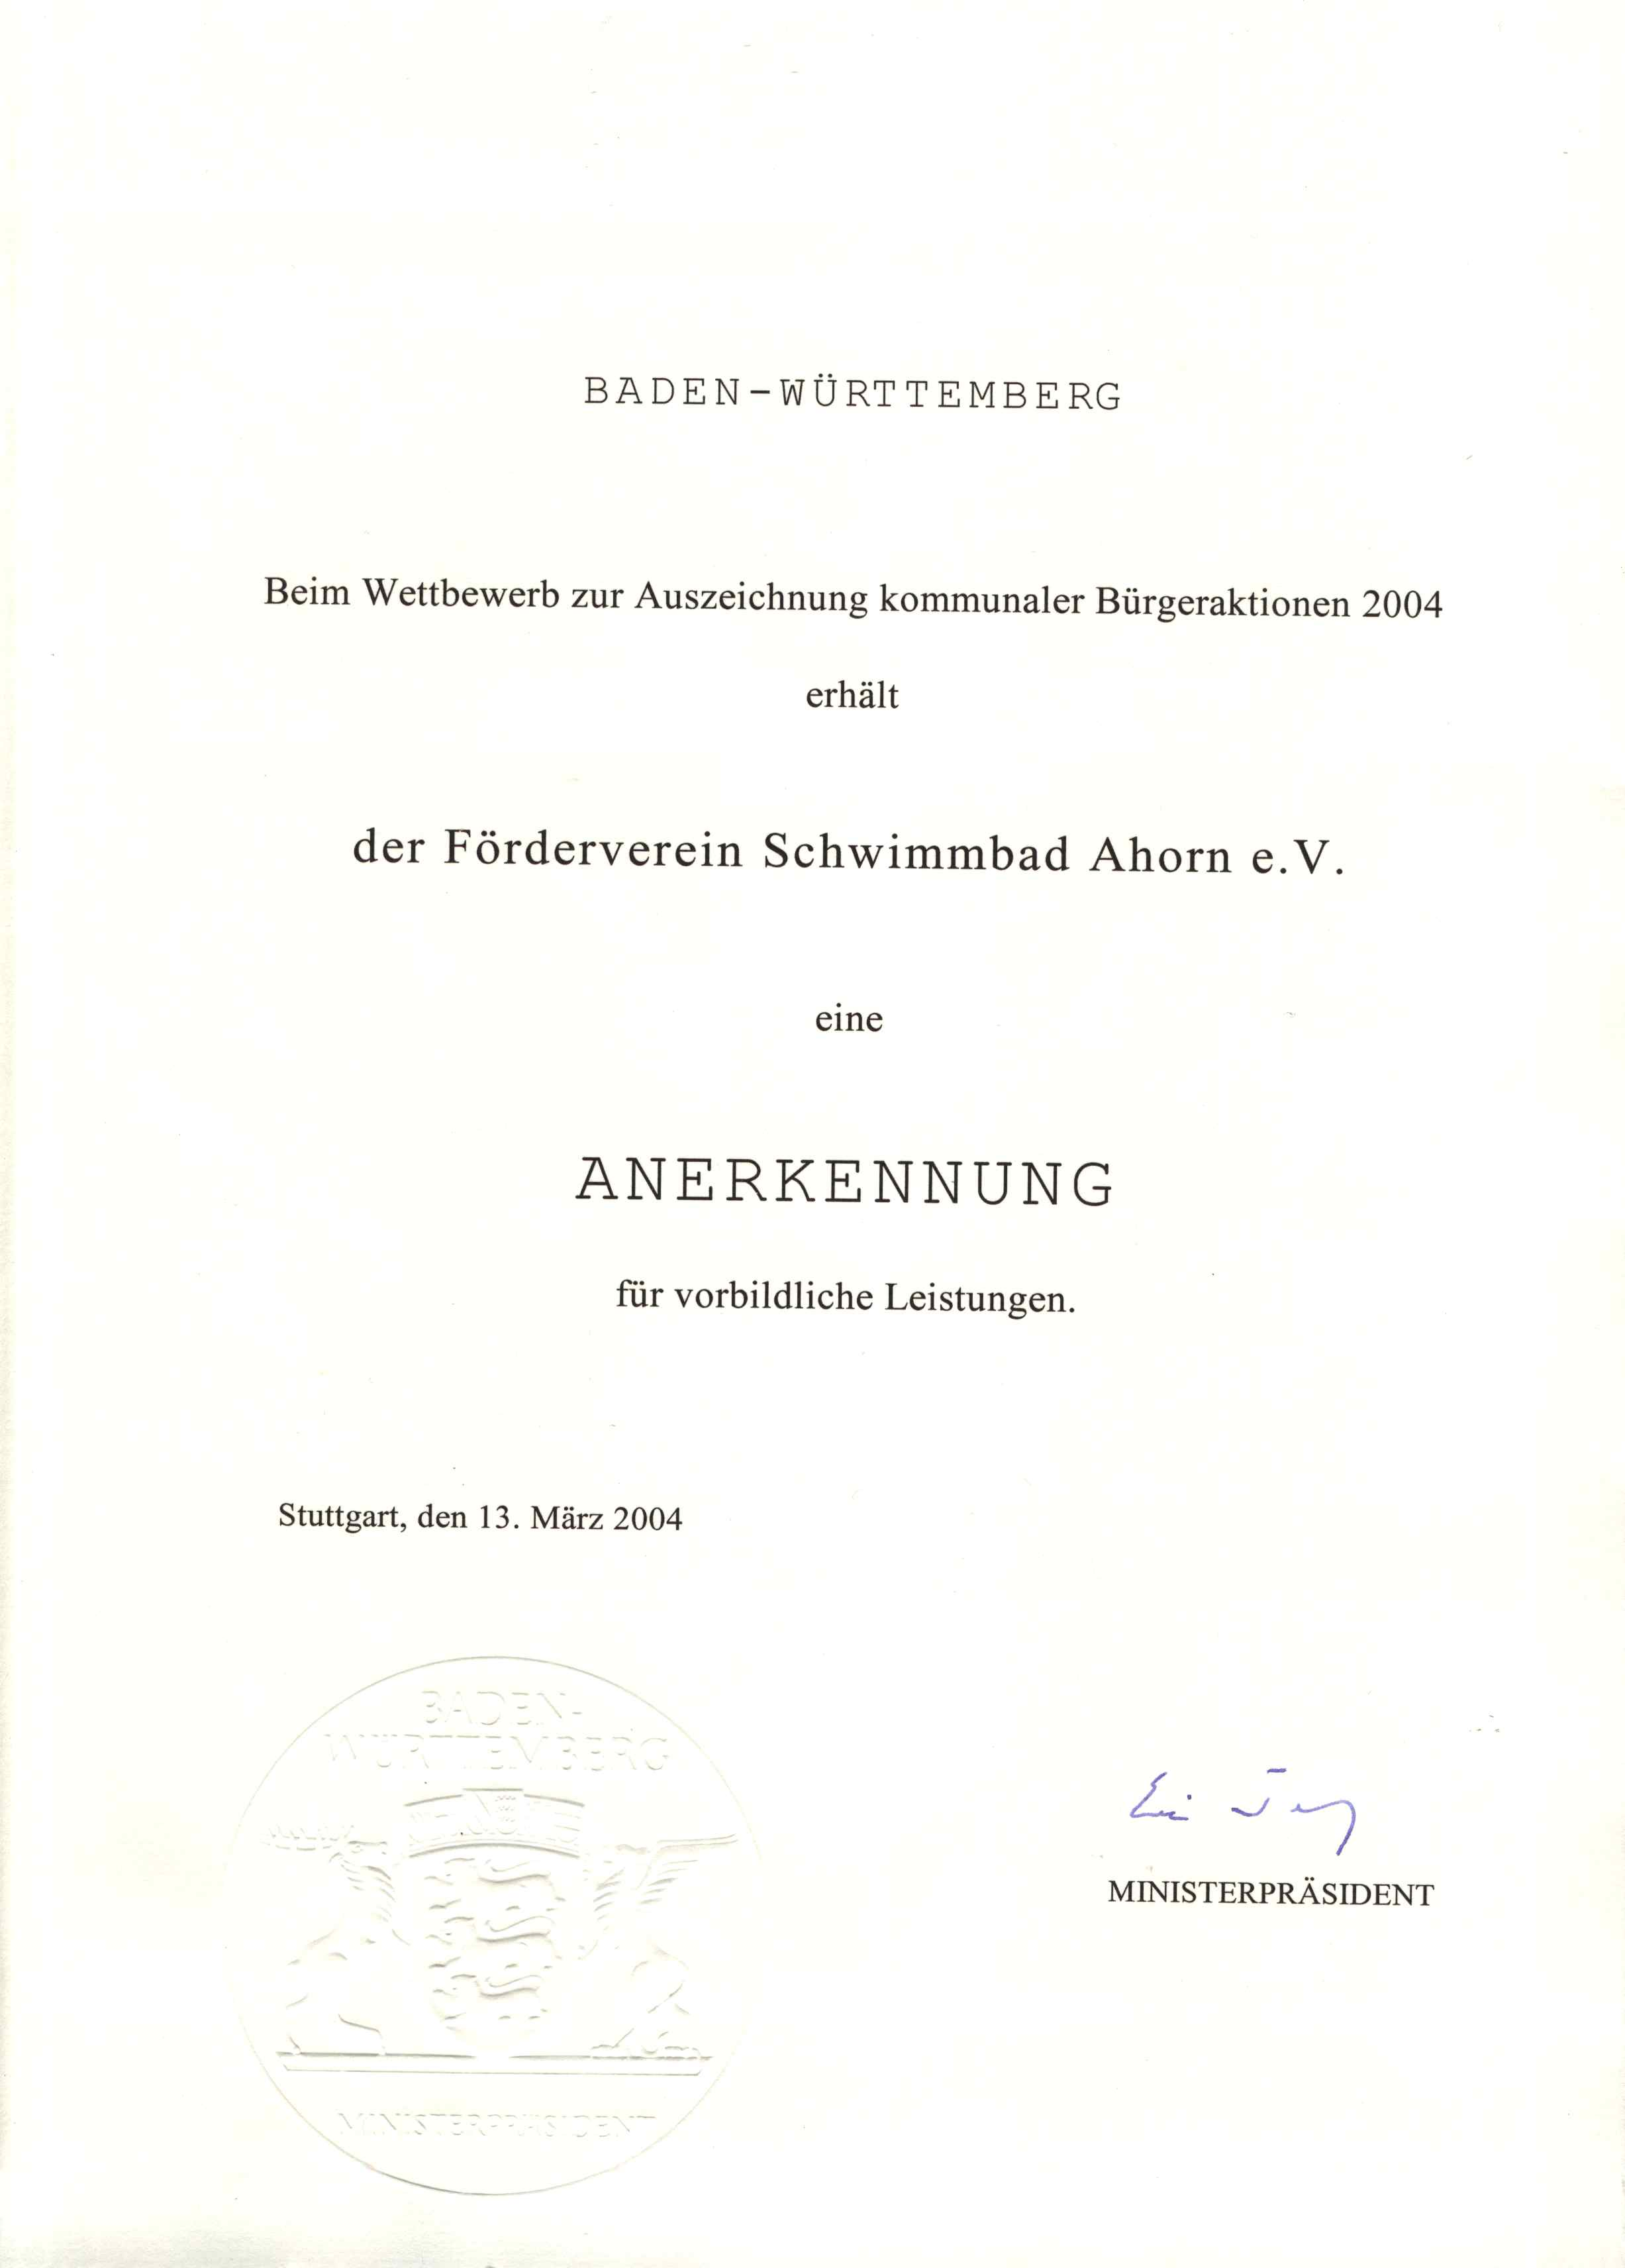 BADEN-WÜRTTEMBERG
Beim Wettbewerb zur Auszeichnung kommunaler Bürgeraktionen 2004
erhält
der Förderverein Schwimmbad Ahorn e.V.
eine
ANERKENNUNG
für vorbildliche Leistungen.
Stuttgart, den 13. März 2004
BADEN-
WÜRTTEMBERG
MINISTERPRÄSIDENT
MINISTERPRÄSIDENT